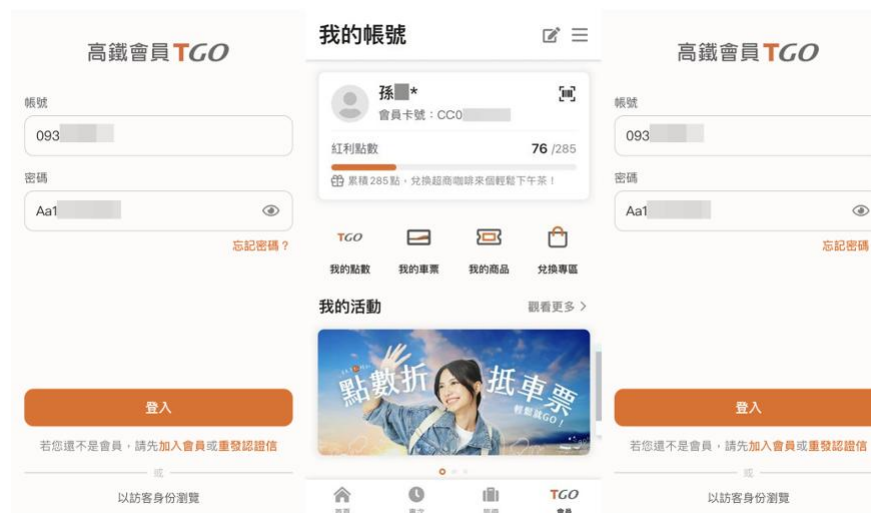 高鐵會員TGO
帳號
093
密碼
Aa1
忘記密碼？
登入
若您還不是會員，請先加入會員或重發認證信
或
以訪客身份瀏覽
我的帳號
孫*
會員卡號：CC0
紅利點數
76 /285
累積285點，兌換超商咖啡來個輕鬆下午茶！
TGO
我的點數
我的車票
我的商品
兌換專區
我的活動
觀看更多
點數折抵車票
輕鬆就GO！
TGO
會員
高鐵會員TGO
帳號
093
密碼
Aa1
忘記密碼
登入
若您還不是會員，請先加入會員或重發認證信
或
以訪客身份瀏覽